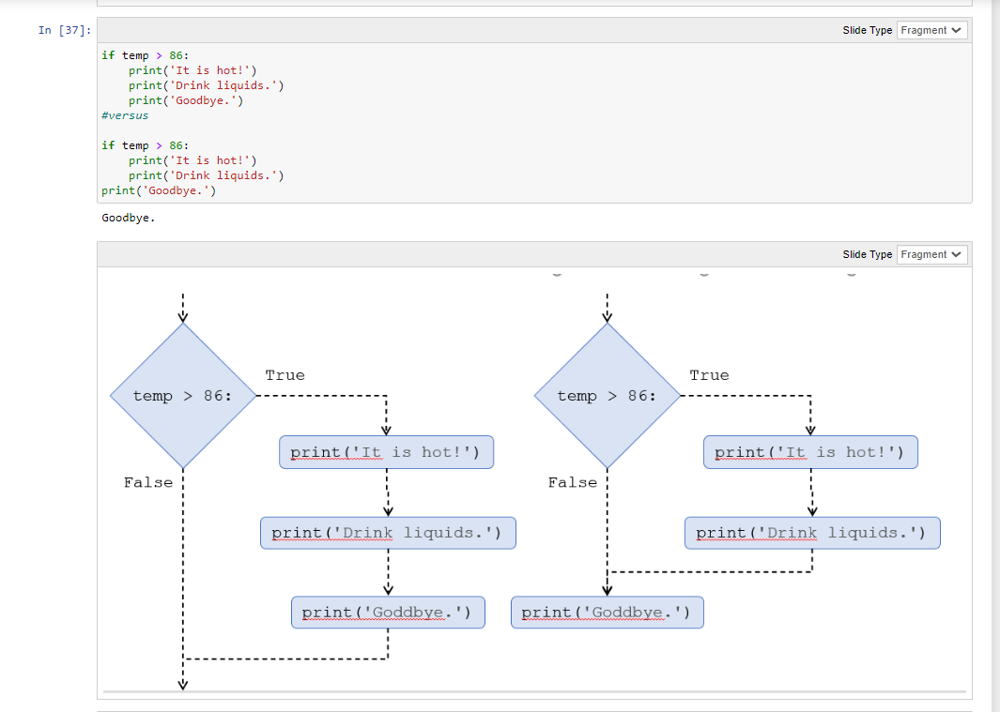 In [37]:
Slide Type Fragment
if temp > 86:
    print('It is hot!')
    print('Drink liquids.')
    print('Goodbye.')
#versus
if temp > 86:
    print('It is hot!')
    print('Drink liquids.')
print('Goodbye.')
Goodbye.
Slide Type Fragment
True
temp > 86:
print('It is hot!')
False
print('Drink liquids.')
print('Goddbye.')
True
temp > 86:
print('It is hot!')
False
print('Drink liquids.')
print('Goddbye.')